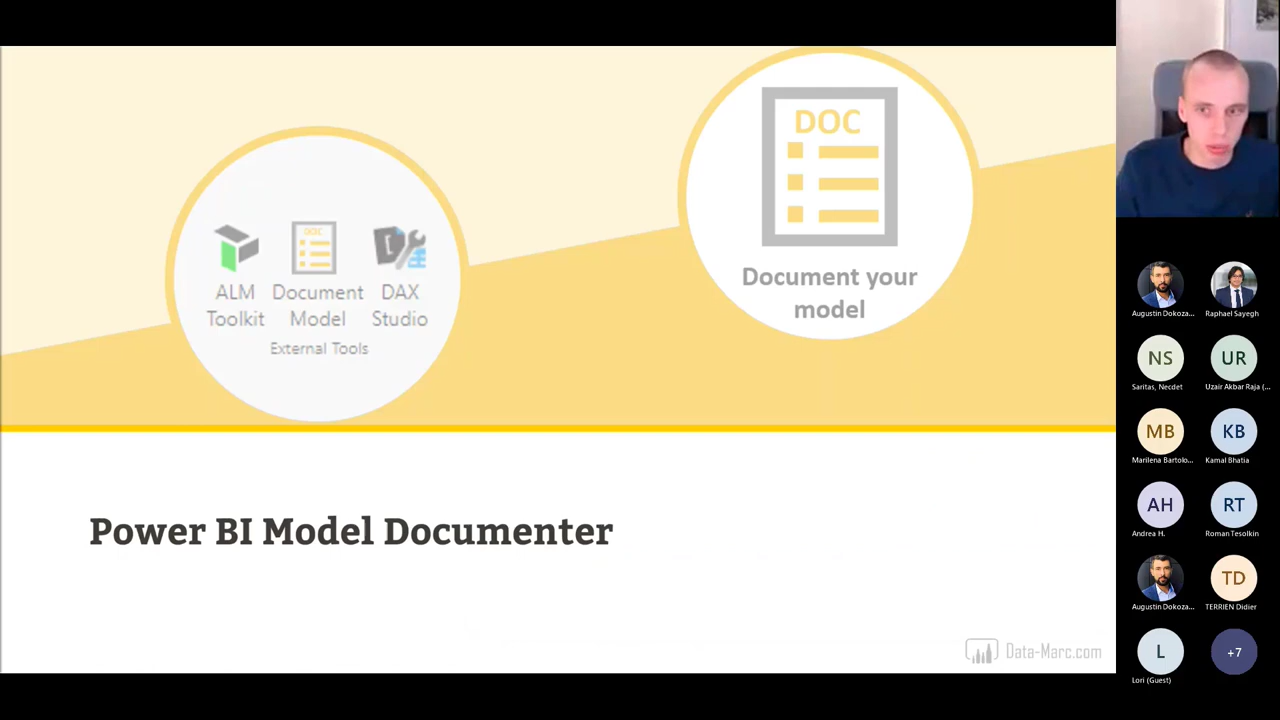 DOC
Document your
model
DOC
ALM
Toolkit
Document
Model
DAX
Studio
External Tools
Power BI Model Documenter
Data-Marc.com
Augustin Dokoza...
Raphael Sayegh
NS
UR
Saritas, Necdet
Uzair Akbar Raja (...
MB
KB
Marilena Bartolo...
Kamal Bhatia
AH
RT
Andrea H.
Roman Tesolkin
TD
Augustin Dokoza...
TERRIEN Didier
L
+7
Lori (Guest)